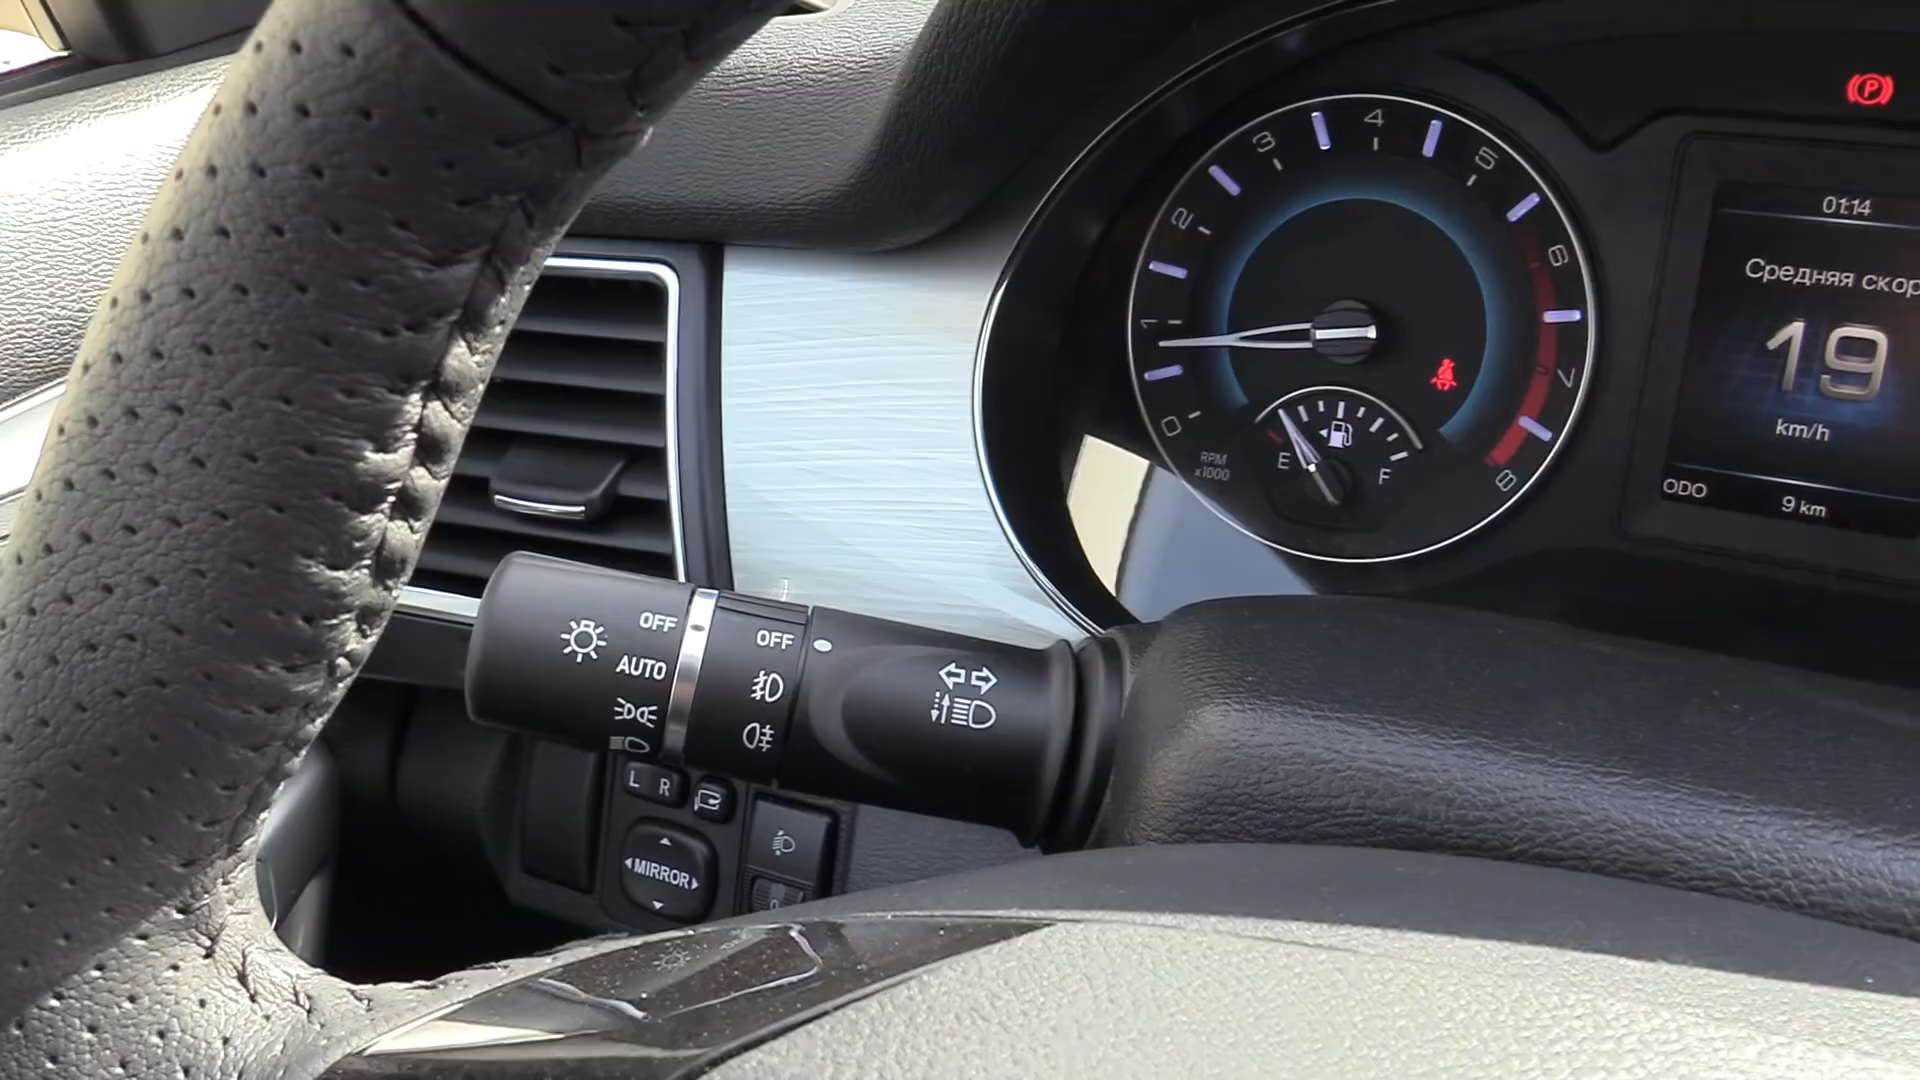 0
1
2
3
4
5
6
7
8
RPM
x1000
E
F
P
01:14
Средняя
19
km/h
ODO
9 km
OFF
AUTO
OFF
L R
MIRROR